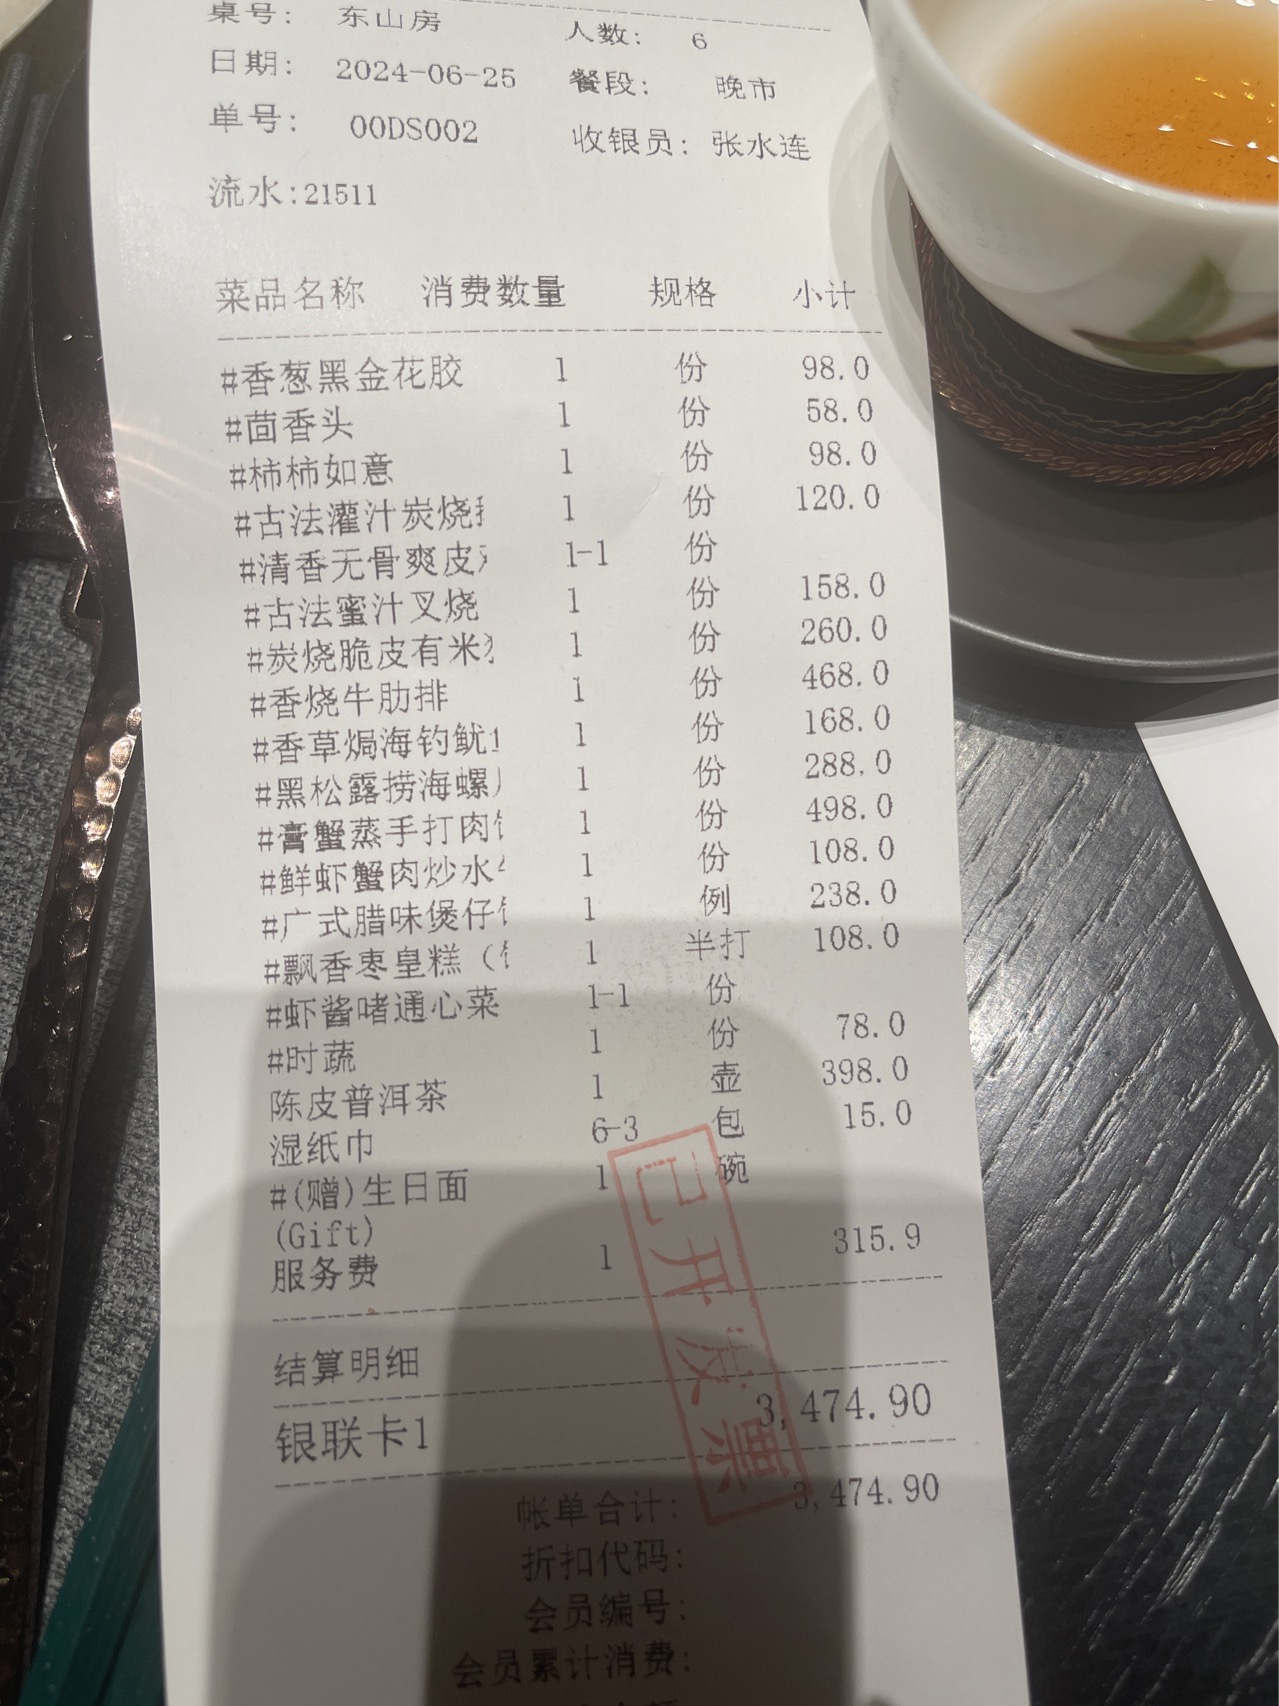 桌号: 东山房 人数: 6
日期: 2024-06-25 餐段: 晚市
单号: 00DS002 收银员: 张水连
流水:21511
菜品名称 消费数量 规格 小计
#香葱黑金花胶 1 份 98.0
#茴香头 1 份 58.0
#柿柿如意 1 份 98.0
#古法灌汁炭烧 1 份 120.0
#清香无骨爽皮 1-1 份
#古法蜜汁叉烧 1 份 158.0
#炭烧脆皮有米 1 份 260.0
#香烧牛肋排 1 份 468.0
#香草焗海钓鱿 1 份 168.0
#黑松露捞海螺 1 份 288.0
#膏蟹蒸手打肉 1 份 498.0
#鲜虾蟹肉炒水 1 份 108.0
#广式腊味煲仔 1 例 238.0
#飘香枣皇糕( 1 半打 108.0
#虾酱啫通心菜 1-1 份
#时蔬 1 份 78.0
陈皮普洱茶 1 壶 398.0
湿纸巾 6-3 包 15.0
#(赠)生日面 1 碗
(Gift)
服务费 1 315.9
结算明细
银联卡1 3,474.90
帐单合计: 3,474.90
折扣代码:
会员编号:
会员累计消费:
已开发票